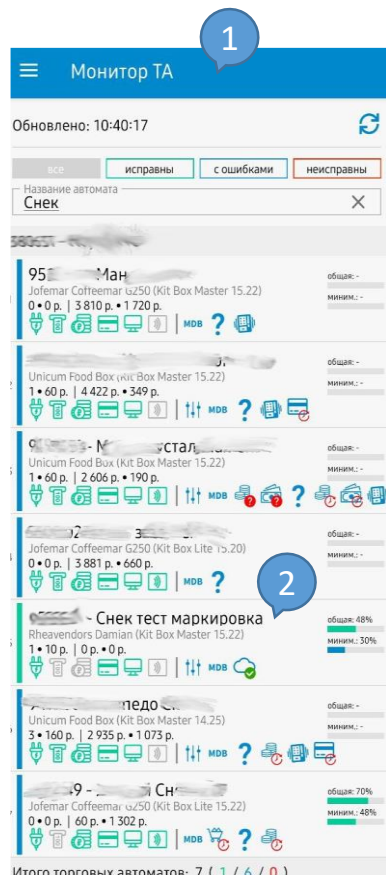 1
Монитор ТА
Обновлено: 10:40:17
все исправны с ошибками неисправны
Название автомата
Снек
95 Ман
общая: -
Jofemar Coffeemar G250 (Kit Box Master 15.22)
миним.: -
0 • 0 р. | 3 810 р. • 1 720 р.
MDB ?
2
общая: -
Unicum Food Box (Kit Box Master 15.22)
миним.: -
1 • 60 р. | 4 422 р. • 349 р.
MDB ?
общая: -
Unicum Food Box (Kit Box Master 15.22)
миним.: -
1 • 60 р. | 2 606 р. • 190 р.
MDB ? ? ?
4
общая: -
Jofemar Coffeemar G250 (Kit Box Lite 15.20)
миним.: -
0 • 0 р. | 3 881 р. • 660 р.
MDB ?
2
- Снек тест маркировка
общая: 48%
Rheavendors Damian (Kit Box Master 15.22)
миним.: 30%
1 • 10 р. | 0 р. • 0 р.
MDB
педо
общая: -
Unicum Food Box (Kit Box Master 14.25)
миним.: -
3 • 160 р. | 2 935 р. • 1 073 р.
MDB ?
9 - Сн
общая: 70%
Jofemar Coffeemar G250 (Kit Box Lite 15.22)
миним.: 48%
0 • 0 р. | 60 р. • 1 302 р.
MDB ?
Итого торговых автоматов: 7 ( 1 / 6 / 0 )